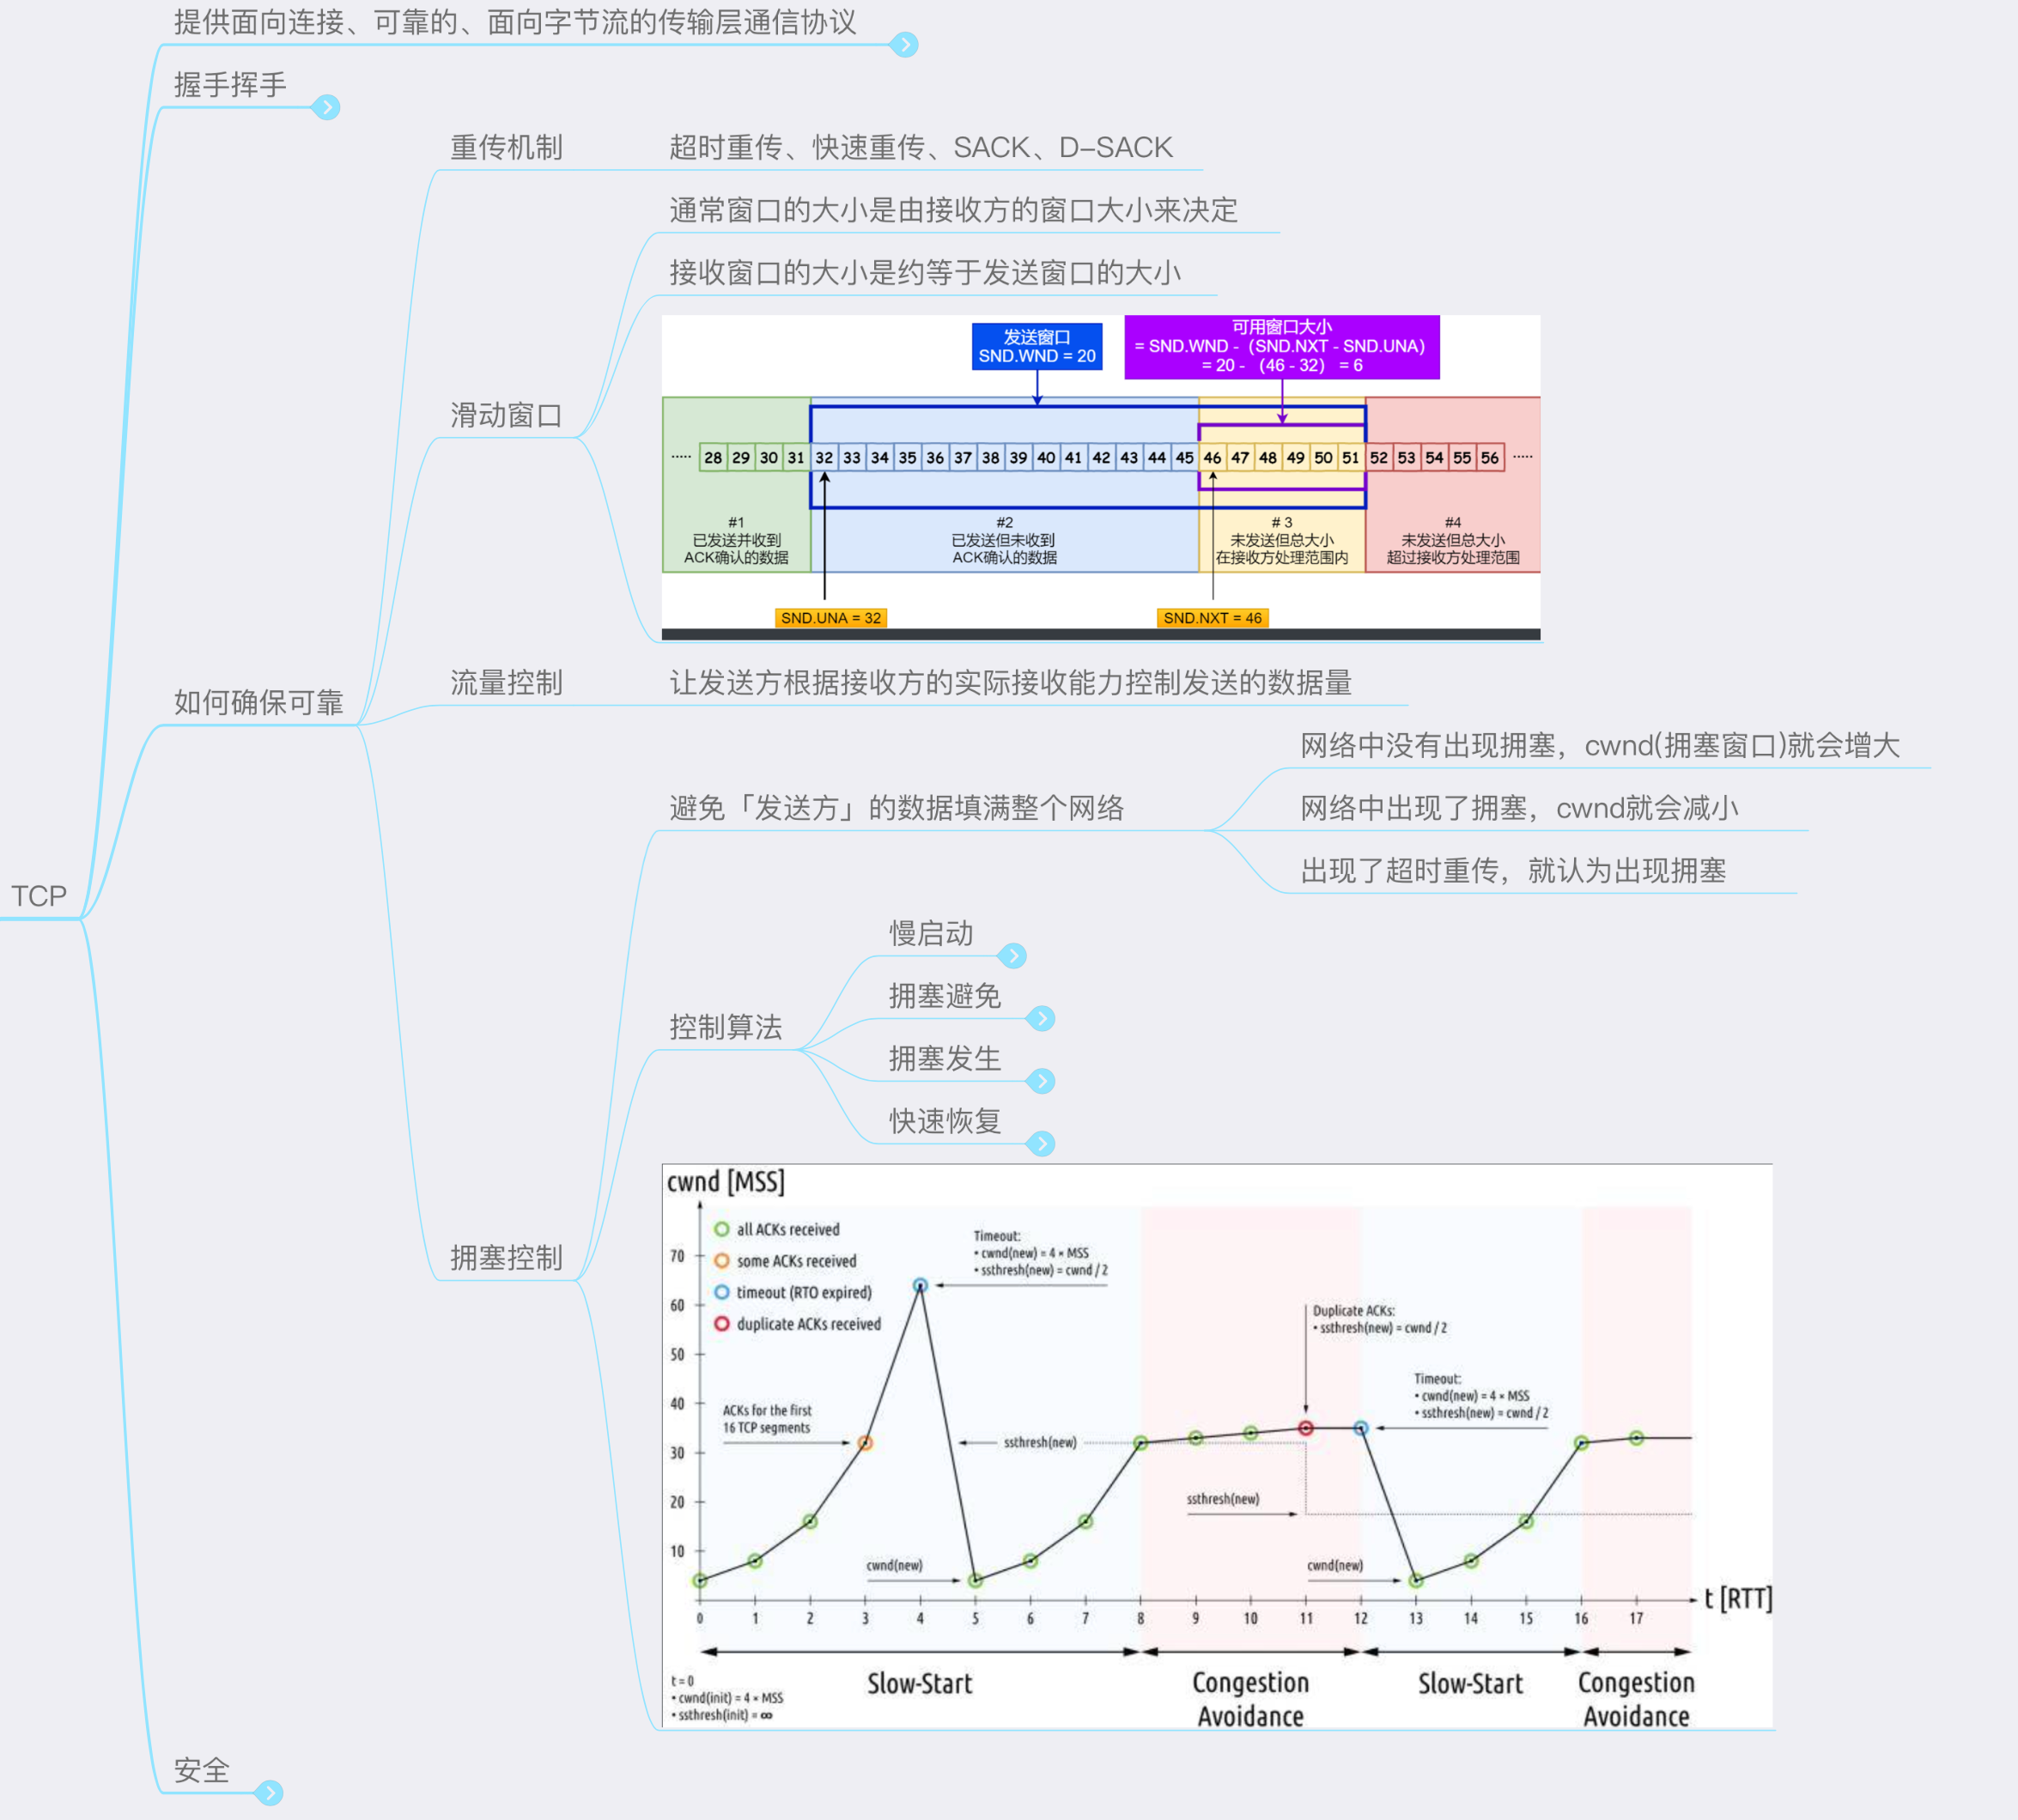 TCP
提供面向连接、可靠的、面向字节流的传输层通信协议
握手挥手
如何确保可靠
重传机制
超时重传、快速重传、SACK、D-SACK
滑动窗口
通常窗口的大小是由接收方的窗口大小来决定
接收窗口的大小是约等于发送窗口的大小
发送窗口
SND.WND = 20
可用窗口大小
= SND.WND - （SND.NXT - SND.UNA）
= 20 - （46 - 32） = 6
····· 28 29 30 31 32 33 34 35 36 37 38 39 40 41 42 43 44 45 46 47 48 49 50 51 52 53 54 55 56 ·····
#1
已发送并收到
ACK确认的数据
#2
已发送但未收到
ACK确认的数据
# 3
未发送但总大小
在接收方处理范围内
#4
未发送但总大小
超过接收方处理范围
SND.UNA = 32
SND.NXT = 46
流量控制
让发送方根据接收方的实际接收能力控制发送的数据量
拥塞控制
避免「发送方」的数据填满整个网络
网络中没有出现拥塞，cwnd(拥塞窗口)就会增大
网络中出现了拥塞，cwnd就会减小
出现了超时重传，就认为出现拥塞
控制算法
慢启动
拥塞避免
拥塞发生
快速恢复
cwnd [MSS]
all ACKs received
some ACKs received
timeout (RTO expired)
duplicate ACKs received
Timeout:
• cwnd(new) = 4 × MSS
• ssthresh(new) = cwnd / 2
Duplicate ACKs:
• ssthresh(new) = cwnd / 2
Timeout:
• cwnd(new) = 4 × MSS
• ssthresh(new) = cwnd / 2
ACKs for the first
16 TCP segments
ssthresh(new)
ssthresh(new)
cwnd(new)
cwnd(new)
70
60
50
40
30
20
10
0 1 2 3 4 5 6 7 8 9 10 11 12 13 14 15 16 17
t [RTT]
Slow-Start
Congestion
Avoidance
Slow-Start
Congestion
Avoidance
t = 0
• cwnd(init) = 4 × MSS
• ssthresh(init) = ∞
安全